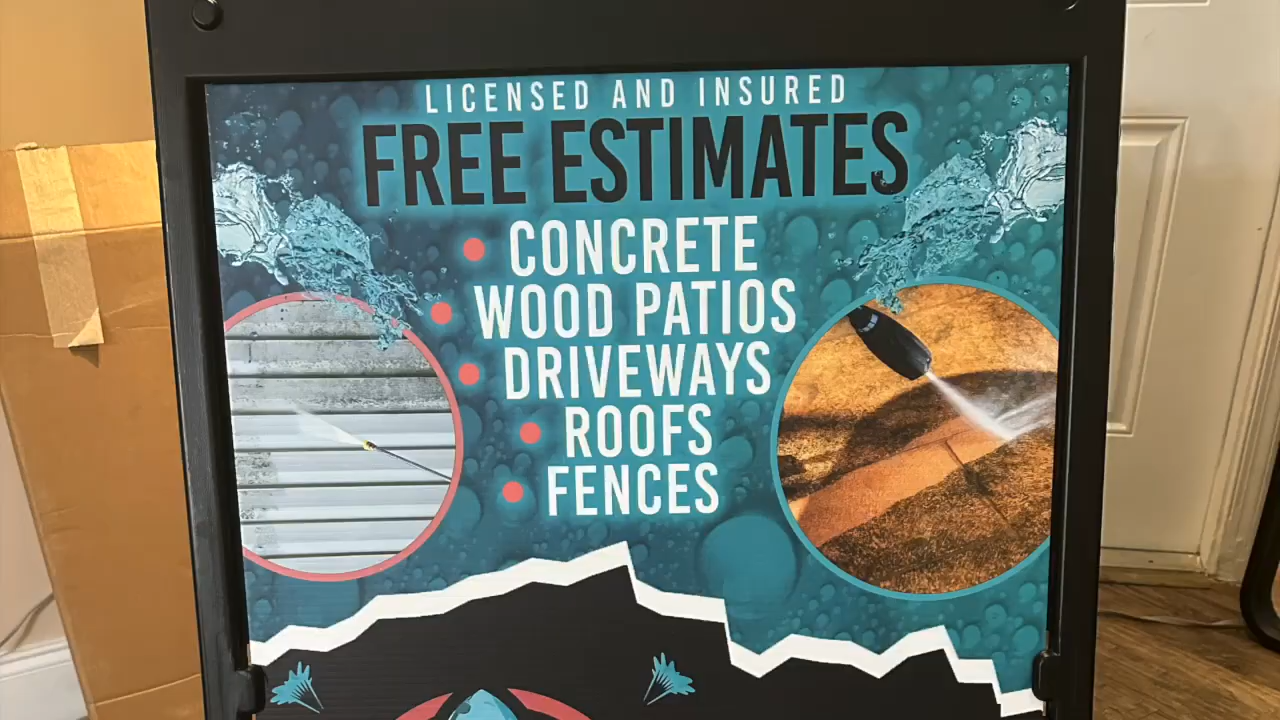 LICENSED AND INSURED
FREE ESTIMATES
• CONCRETE
• WOOD PATIOS
• DRIVEWAYS
• ROOFS
• FENCES